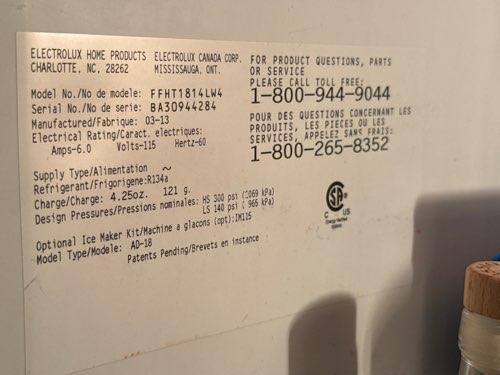 ELECTROLUX HOME PRODUCTS ELECTROLUX CANADA CORP.
CHARLOTTE, NC, 28262 MISSISSAUGA, ONT.
Model No./No de modele: FFHT1814LW4
Serial No./No de serie: BA30944284
Manufactured/Fabrique: 03-13
Electrical Rating/Caract. electriques:
Amps-6.0 Volts-115 Hertz-60
Supply Type/Alimentation ~
Refrigerant/Frigorigene:R134a
Charge/Charge: 4.25oz. 121 g.
Design Pressures/Pressions nominales: HS 300 psi (2069 kPa)
LS 140 psi ( 965 kPa)
Optional Ice Maker Kit/Machine a glacons (opt):IM115
Model Type/Modele: AD-18
Patents Pending/Brevets en instance
FOR PRODUCT QUESTIONS, PARTS
OR SERVICE
PLEASE CALL TOLL FREE:
1-800-944-9044
POUR DES QUESTIONS CONCERNANT LES
PRODUITS, LES PIECES OU LES
SERVICES, APPELEZ SANS FRAIS:
1-800-265-8352
SA
C US
Energy Verified